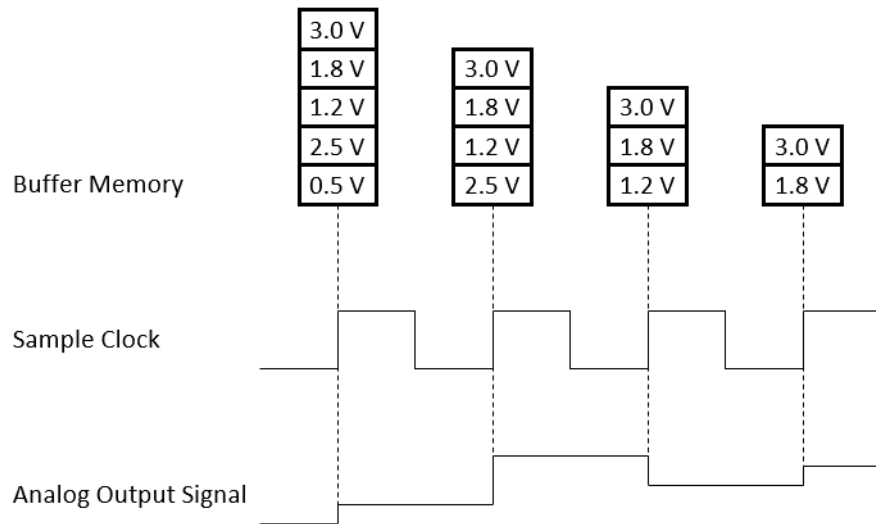 3.0 V
1.8 V
1.2 V
2.5 V
0.5 V
3.0 V
1.8 V
1.2 V
2.5 V
3.0 V
1.8 V
1.2 V
3.0 V
1.8 V
Buffer Memory
Sample Clock
Analog Output Signal